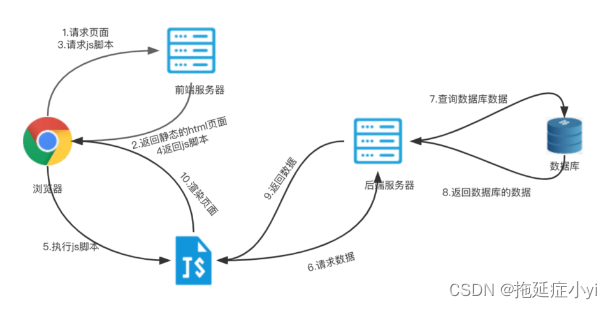 1.请求页面
3.请求js脚本
前端服务器
2.返回静态的html页面
4返回js脚本
浏览器
10.渲染页面
9.返回数据
后端服务器
7.查询数据库数据
数据库
8.返回数据库的数据
5.执行js脚本
JS
6.请求数据
CSDN @拖延症小yi